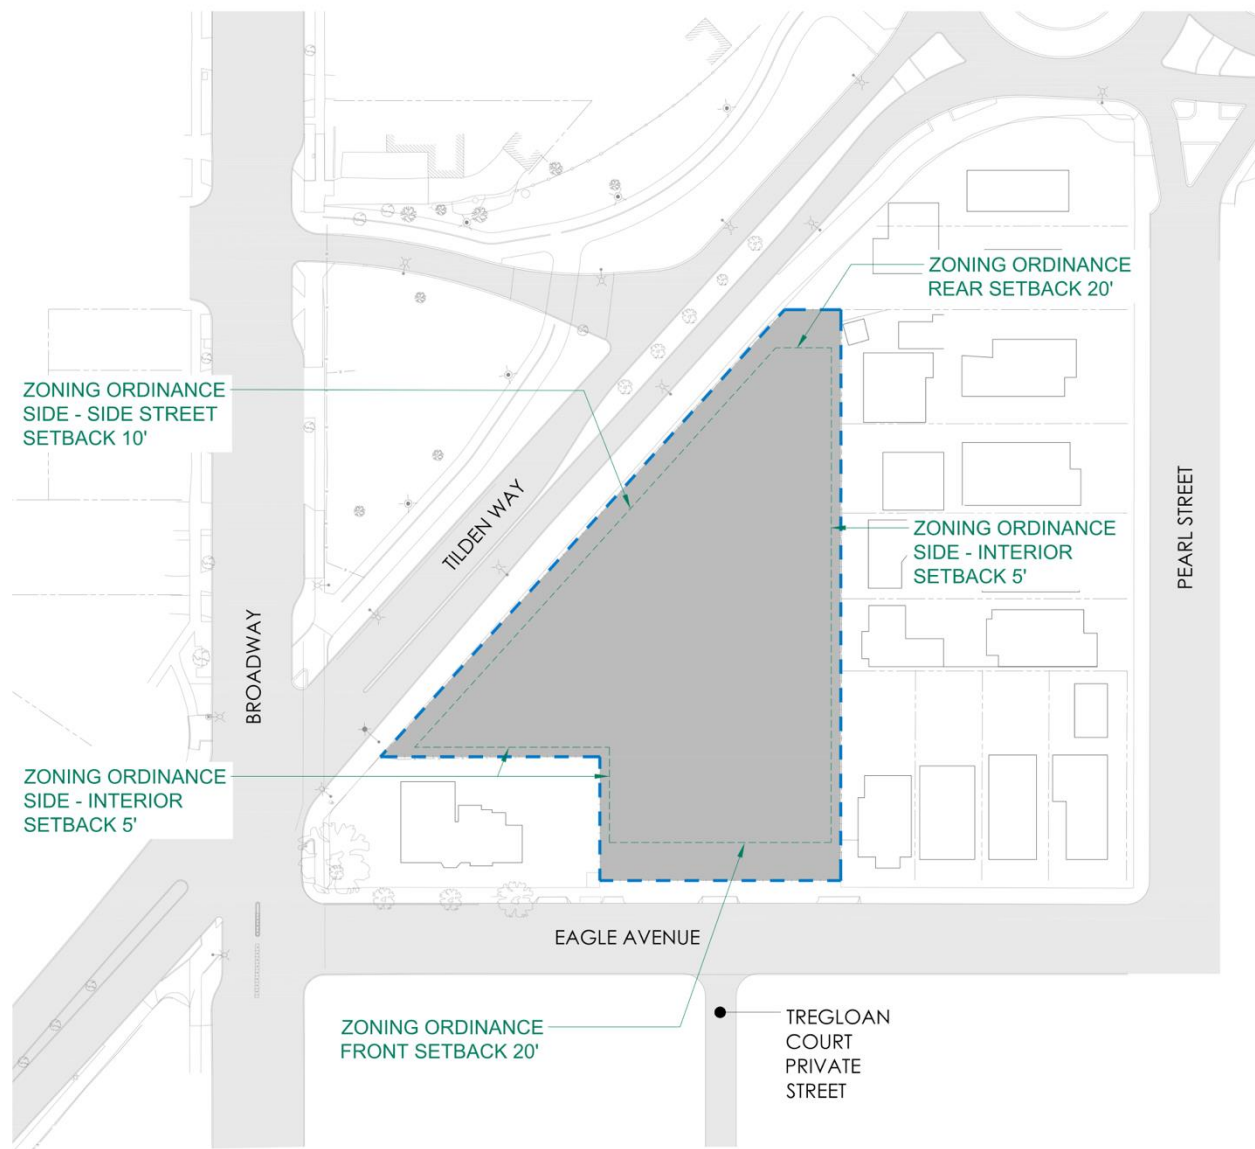 ZONING ORDINANCE
REAR SETBACK 20'
ZONING ORDINANCE
SIDE - SIDE STREET
SETBACK 10'
TILDEN WAY
ZONING ORDINANCE
SIDE - INTERIOR
SETBACK 5'
PEARL STREET
BROADWAY
ZONING ORDINANCE
SIDE - INTERIOR
SETBACK 5'
EAGLE AVENUE
ZONING ORDINANCE
FRONT SETBACK 20'
TREGLOAN
COURT
PRIVATE
STREET